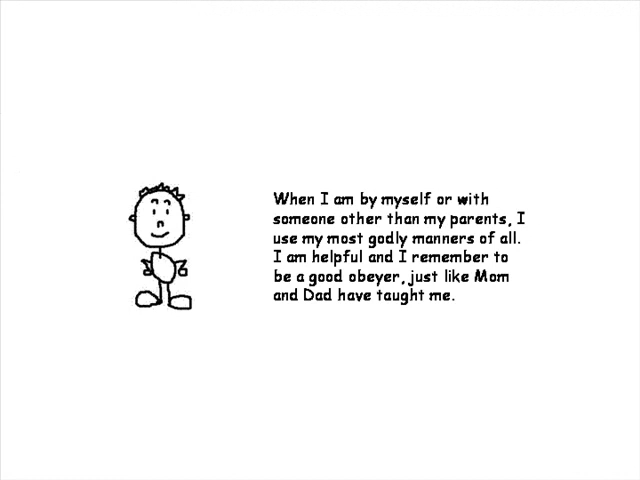 When I am by myself or with
someone other than my parents, I
use my most godly manners of all.
I am helpful and I remember to
be a good obeyer, just like Mom
and Dad have taught me.